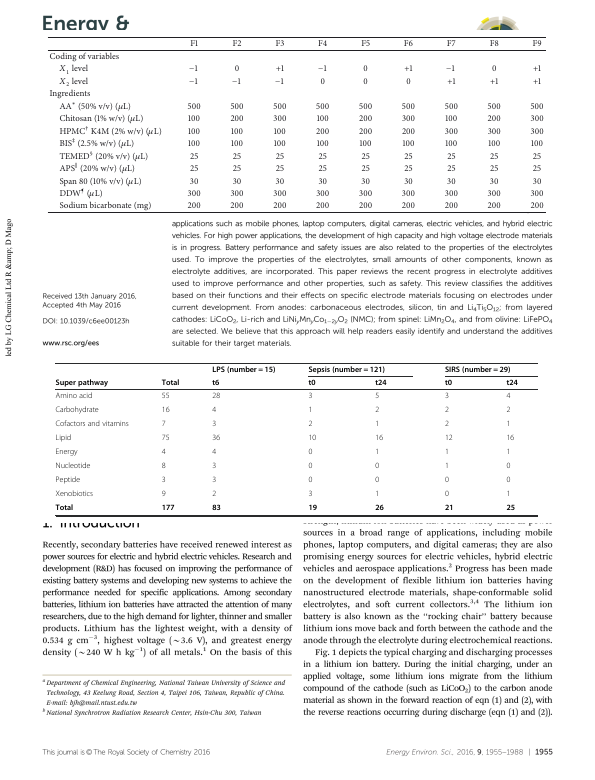 Energy &
F1 F2 F3 F4 F5 F6 F7 F8 F9
Coding of variables
X1 level −1 0 +1 −1 0 +1 −1 0 +1
X2 level −1 −1 −1 0 0 0 +1 +1 +1
Ingredients
AA* (50% v/v) (μL) 500 500 500 500 500 500 500 500 500
Chitosan (1% w/v) (μL) 100 200 300 100 200 300 100 200 300
HPMC† K4M (2% w/v) (μL) 100 100 100 200 200 200 300 300 300
BIS‡ (2.5% w/v) (μL) 100 100 100 100 100 100 100 100 100
TEMED§ (20% v/v) (μL) 25 25 25 25 25 25 25 25 25
APS‖ (20% w/v) (μL) 25 25 25 25 25 25 25 25 25
Span 80 (10% v/v) (μL) 30 30 30 30 30 30 30 30 30
DDW¶ (μL) 300 300 300 300 300 300 300 300 300
Sodium bicarbonate (mg) 200 200 200 200 200 200 200 200 200
led by LG Chemical Ltd R &amp; D Mago
applications such as mobile phones, laptop computers, digital cameras, electric vehicles, and hybrid electric
vehicles. For high power applications, the development of high capacity and high voltage electrode materials
is in progress. Battery performance and safety issues are also related to the properties of the electrolytes
used. To improve the properties of the electrolytes, small amounts of other components, known as
electrolyte additives, are incorporated. This paper reviews the recent progress in electrolyte additives
used to improve performance and other properties, such as safety. This review classifies the additives
based on their functions and their effects on specific electrode materials focusing on electrodes under
current development. From anodes: carbonaceous electrodes, silicon, tin and Li4Ti5O12; from layered
cathodes: LiCoO2, Li-rich and LiNiyMnyCo1−2yO2 (NMC); from spinel: LiMn2O4, and from olivine: LiFePO4
are selected. We believe that this approach will help readers easily identify and understand the additives
suitable for their target materials.
Received 13th January 2016,
Accepted 4th May 2016
DOI: 10.1039/c6ee00123h
www.rsc.org/ees
LPS (number = 15) Sepsis (number = 121) SIRS (number = 29)
Super pathway Total t6 t0 t24 t0 t24
Amino acid 55 28 3 5 3 4
Carbohydrate 16 4 1 2 2 2
Cofactors and vitamins 7 3 2 1 2 1
Lipid 75 36 10 16 12 16
Energy 4 4 0 1 1 1
Nucleotide 8 3 0 0 1 0
Peptide 3 3 0 0 0 0
Xenobiotics 9 2 3 1 0 1
Total 177 83 19 26 21 25
1. Introduction
Recently, secondary batteries have received renewed interest as
power sources for electric and hybrid electric vehicles. Research and
development (R&D) has focused on improving the performance of
existing battery systems and developing new systems to achieve the
performance needed for specific applications. Among secondary
batteries, lithium ion batteries have attracted the attention of many
researchers, due to the high demand for lighter, thinner and smaller
products. Lithium has the lightest weight, with a density of
0.534 g cm−3, highest voltage (∼3.6 V), and greatest energy
density (∼240 W h kg−1) of all metals.1 On the basis of this
a Department of Chemical Engineering, National Taiwan University of Science and
Technology, 43 Keelung Road, Section 4, Taipei 106, Taiwan, Republic of China.
E-mail: bjh@mail.ntust.edu.tw
b National Synchrotron Radiation Research Center, Hsin-Chu 300, Taiwan
sources in a broad range of applications, including mobile
phones, laptop computers, and digital cameras; they are also
promising energy sources for electric vehicles, hybrid electric
vehicles and aerospace applications.2 Progress has been made
on the development of flexible lithium ion batteries having
nanostructured electrode materials, shape-conformable solid
electrolytes, and soft current collectors.3,4 The lithium ion
battery is also known as the "rocking chair" battery because
lithium ions move back and forth between the cathode and the
anode through the electrolyte during electrochemical reactions.
Fig. 1 depicts the typical charging and discharging processes
in a lithium ion battery. During the initial charging, under an
applied voltage, some lithium ions migrate from the lithium
compound of the cathode (such as LiCoO2) to the carbon anode
material as shown in the forward reaction of eqn (1) and (2), with
the reverse reactions occurring during discharge (eqn (1) and (2)).
This journal is © The Royal Society of Chemistry 2016
Energy Environ. Sci., 2016, 9, 1955–1988 | 1955